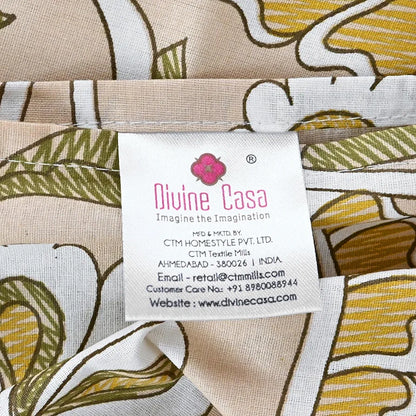 ®
Divine Casa
Imagine the Imagination
MFD & MKTD. BY.
CTM HOMESTYLE PVT. LTD.
CTM Textile Mills
AHMEDABAD - 380026 | INDIA.
Email - retail@ctmmills.com
Customer Care No.: +91 8980088944
Website : www.divinecasa.com